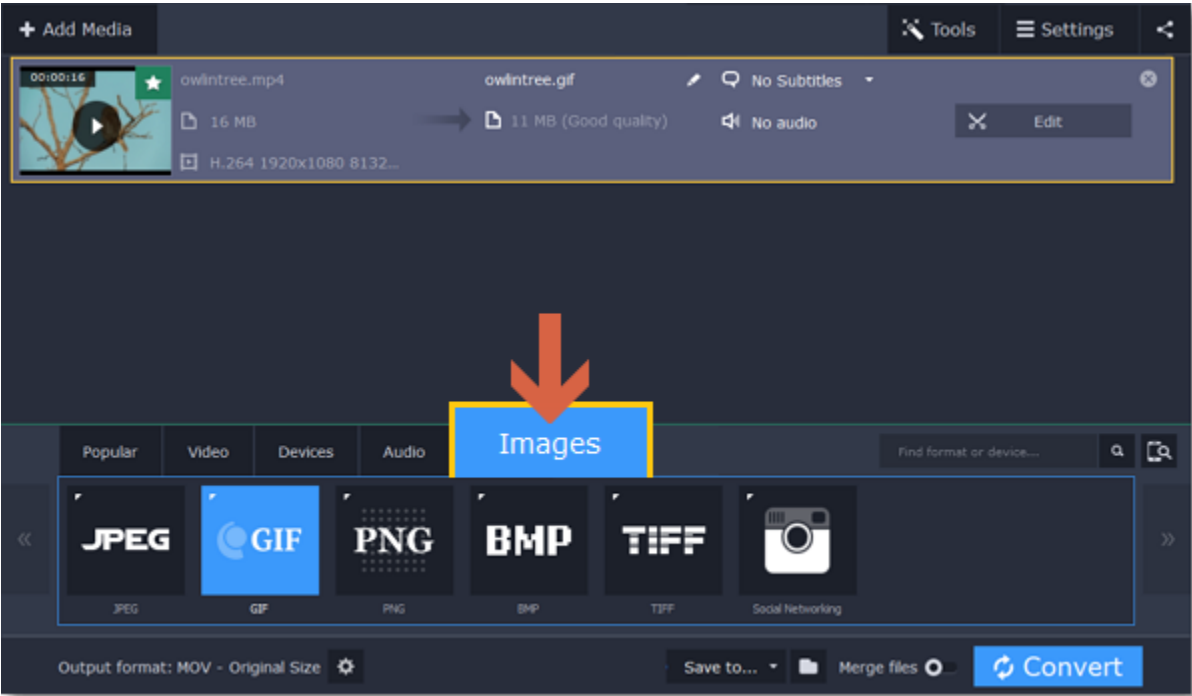 + Add Media
Tools
Settings
00:00:16
owlintree.mp4
owlintree.gif
No Subtitles
16 MB
11 MB (Good quality)
No audio
Edit
H.264 1920x1080 8132...
Popular
Video
Devices
Audio
Images
Find format or device...
JPEG
GIF
PNG
BMP
TIFF
JPEG
GIF
PNG
BMP
TIFF
Social Networking
Output format: MOV - Original Size
Save to...
Merge files
Convert